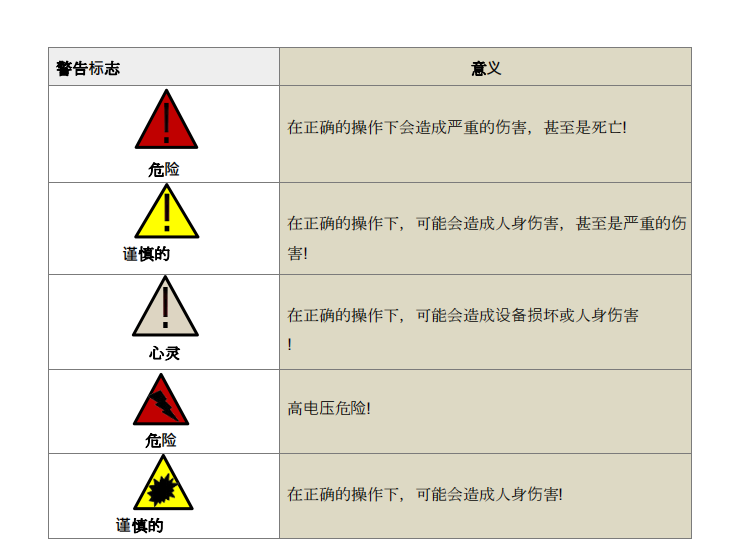 警告标志
意义
在正确的操作下会造成严重的伤害，甚至是死亡!
危险
在正确的操作下，可能会造成人身伤害，甚至是严重的伤
害!
谨慎的
在正确的操作下，可能会造成设备损坏或人身伤害
!
心灵
高电压危险!
危险
在正确的操作下，可能会造成人身伤害!
谨慎的